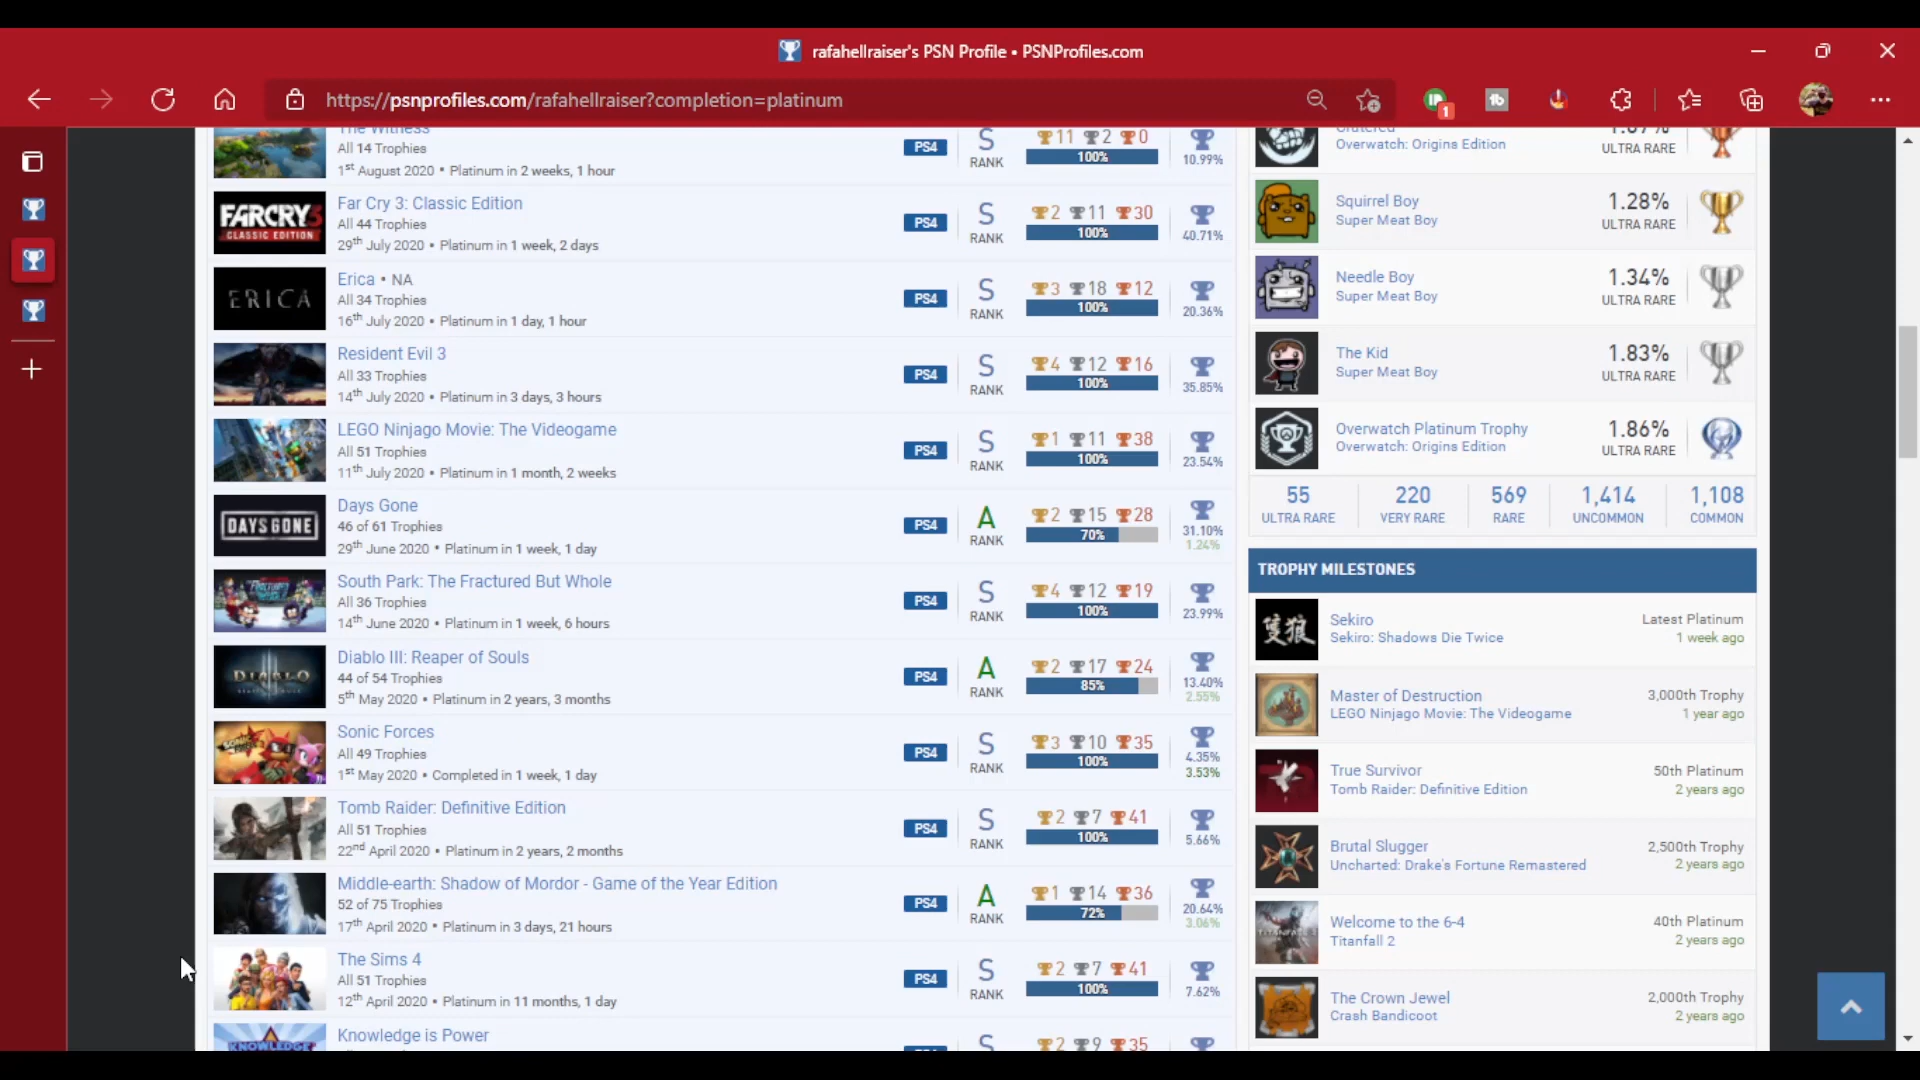 rafahellraiser's PSN Profile • PSNProfiles.com
https://psnprofiles.com/rafahellraiser?completion=platinum
1
The Witness
All 14 Trophies
1st August 2020 • Platinum in 2 weeks, 1 hour
PS4
S
RANK
11 2 0
100%
10.99%
FARCRY3
CLASSIC EDITION
Far Cry 3: Classic Edition
All 44 Trophies
29th July 2020 • Platinum in 1 week, 2 days
PS4
S
RANK
2 11 30
100%
40.71%
ERICA
Erica • NA
All 34 Trophies
16th July 2020 • Platinum in 1 day, 1 hour
PS4
S
RANK
3 18 12
100%
20.36%
Resident Evil 3
All 33 Trophies
14th July 2020 • Platinum in 3 days, 3 hours
PS4
S
RANK
4 12 16
100%
35.85%
LEGO Ninjago Movie: The Videogame
All 51 Trophies
11th July 2020 • Platinum in 1 month, 2 weeks
PS4
S
RANK
1 11 38
100%
23.54%
DAYS GONE
Days Gone
46 of 61 Trophies
29th June 2020 • Platinum in 1 week, 1 day
PS4
A
RANK
2 15 28
70%
31.10%
1.24%
South Park: The Fractured But Whole
All 36 Trophies
14th June 2020 • Platinum in 1 week, 6 hours
PS4
S
RANK
4 12 19
100%
23.99%
DIABLO
Diablo III: Reaper of Souls
44 of 54 Trophies
5th May 2020 • Platinum in 2 years, 3 months
PS4
A
RANK
2 17 24
85%
13.40%
2.55%
Sonic Forces
All 49 Trophies
1st May 2020 • Completed in 1 week, 1 day
PS4
S
RANK
3 10 35
100%
4.35%
3.53%
Tomb Raider: Definitive Edition
All 51 Trophies
22nd April 2020 • Platinum in 2 years, 2 months
PS4
S
RANK
2 7 41
100%
5.66%
Middle-earth: Shadow of Mordor - Game of the Year Edition
52 of 75 Trophies
17th April 2020 • Platinum in 3 days, 21 hours
PS4
A
RANK
1 14 36
72%
20.64%
3.06%
The Sims 4
All 51 Trophies
12th April 2020 • Platinum in 11 months, 1 day
PS4
S
RANK
2 7 41
100%
7.62%
KNOWLEDGE
Knowledge is Power
S
2 9 35
Overwatch: Origins Edition
ULTRA RARE
Squirrel Boy
Super Meat Boy
1.28%
ULTRA RARE
Needle Boy
Super Meat Boy
1.34%
ULTRA RARE
The Kid
Super Meat Boy
1.83%
ULTRA RARE
Overwatch Platinum Trophy
Overwatch: Origins Edition
1.86%
ULTRA RARE
55 220 569 1,414 1,108
ULTRA RARE VERY RARE RARE UNCOMMON COMMON
TROPHY MILESTONES
隻狼
Sekiro
Sekiro: Shadows Die Twice
Latest Platinum
1 week ago
Master of Destruction
LEGO Ninjago Movie: The Videogame
3,000th Trophy
1 year ago
True Survivor
Tomb Raider: Definitive Edition
50th Platinum
2 years ago
Brutal Slugger
Uncharted: Drake's Fortune Remastered
2,500th Trophy
2 years ago
TITANFALL 2
Welcome to the 6-4
Titanfall 2
40th Platinum
2 years ago
The Crown Jewel
Crash Bandicoot
2,000th Trophy
2 years ago